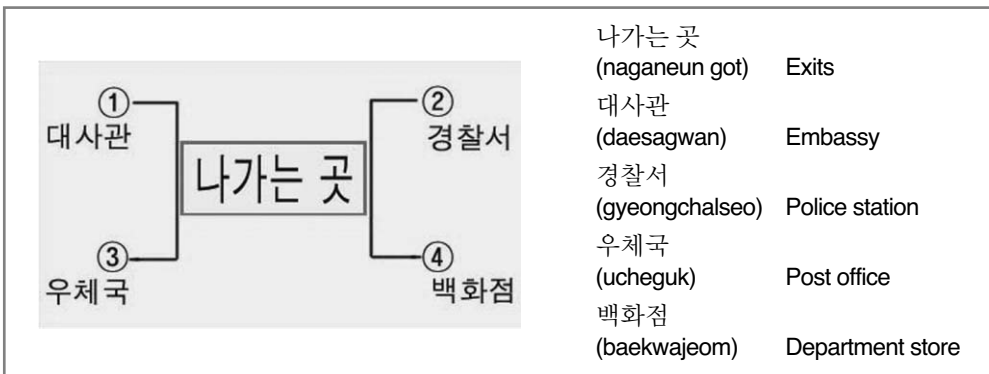 ①
대사관
②
경찰서
나가는 곳
③
우체국
④
백화점
나가는 곳
(naganeun got) Exits
대사관
(daesagwan) Embassy
경찰서
(gyeongchalseo) Police station
우체국
(ucheguk) Post office
백화점
(baekwajeom) Department store